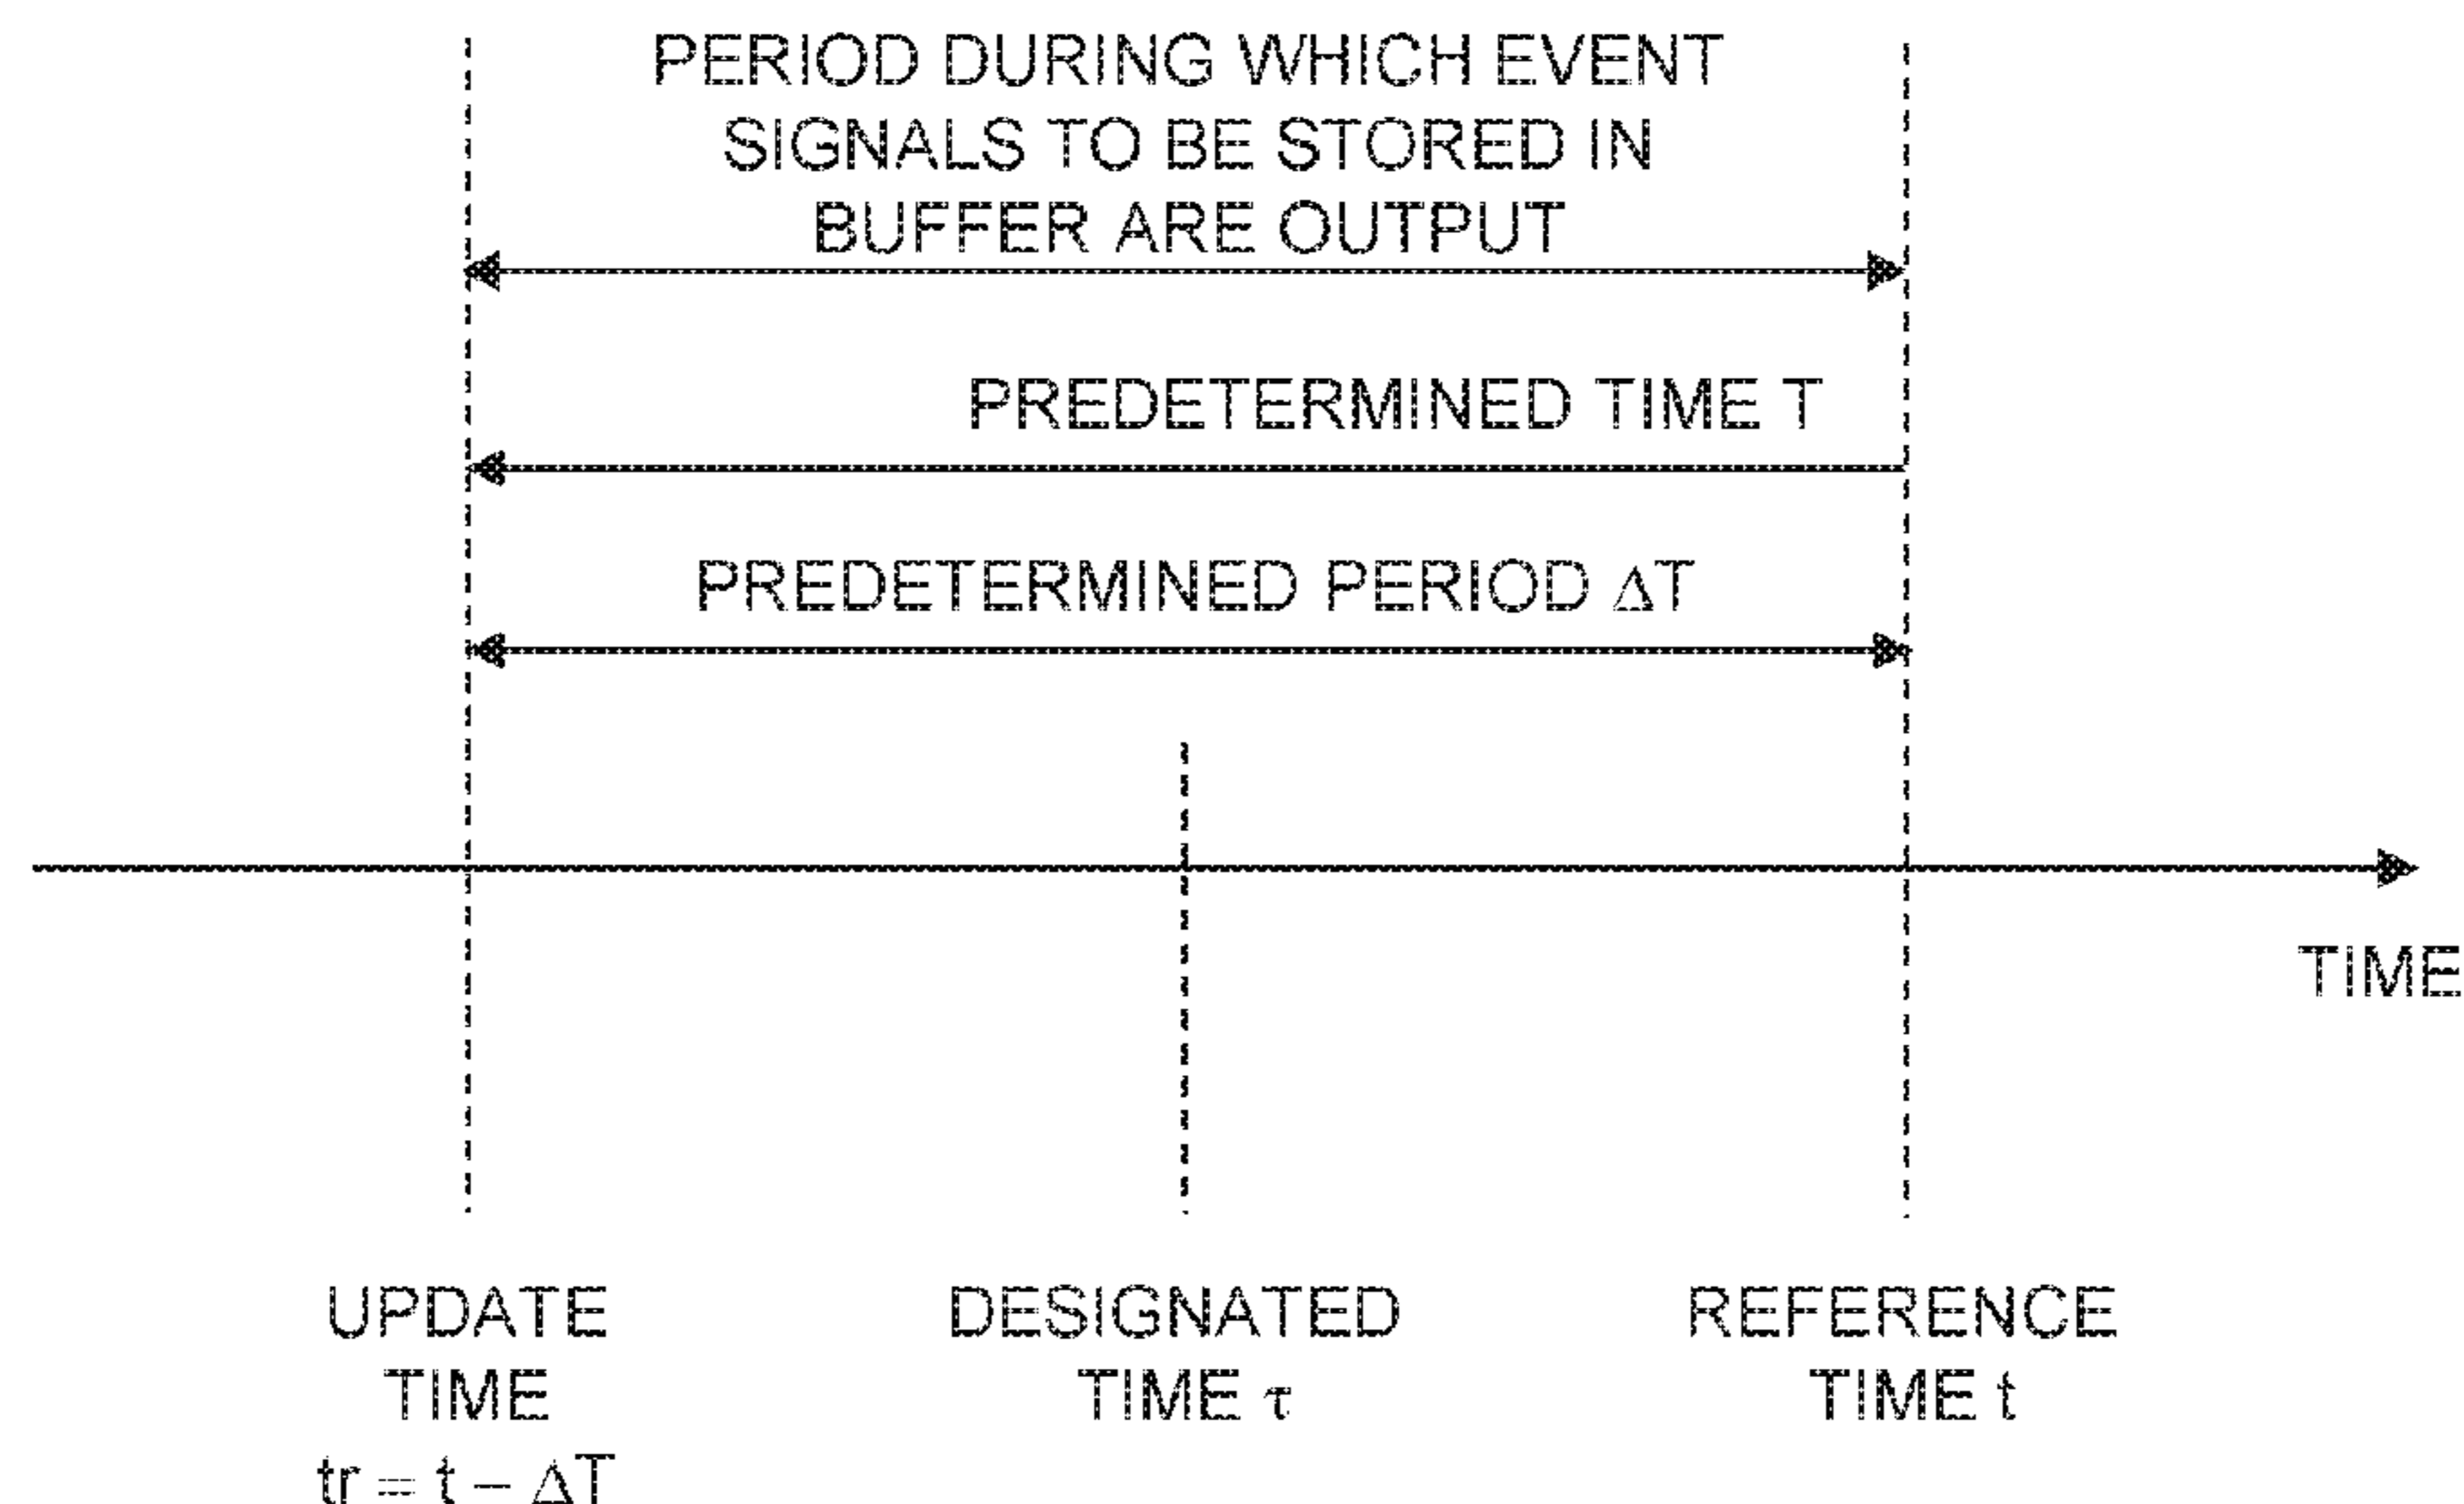 PERIOD DURING WHICH EVENT
SIGNALS TO BE STORED IN
BUFFER ARE OUTPUT
PREDETERMINED TIME T
PREDETERMINED PERIOD ΔT
TIME
UPDATE
TIME
tr = t – ΔT
DESIGNATED
TIME τ
REFERENCE
TIME t